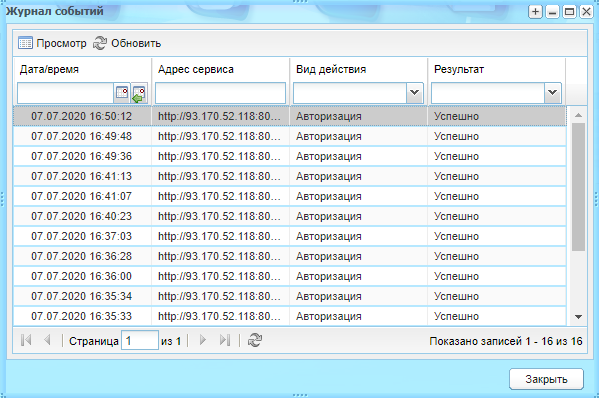 Журнал событий
Просмотр Обновить
Дата/время Адрес сервиса Вид действия Результат
07.07.2020 16:50:12 http://93.170.52.118:80... Авторизация Успешно
07.07.2020 16:49:48 http://93.170.52.118:80... Авторизация Успешно
07.07.2020 16:49:36 http://93.170.52.118:80... Авторизация Успешно
07.07.2020 16:41:13 http://93.170.52.118:80... Авторизация Успешно
07.07.2020 16:41:07 http://93.170.52.118:80... Авторизация Успешно
07.07.2020 16:40:23 http://93.170.52.118:80... Авторизация Успешно
07.07.2020 16:37:03 http://93.170.52.118:80... Авторизация Успешно
07.07.2020 16:36:28 http://93.170.52.118:80... Авторизация Успешно
07.07.2020 16:36:00 http://93.170.52.118:80... Авторизация Успешно
07.07.2020 16:35:34 http://93.170.52.118:80... Авторизация Успешно
07.07.2020 16:35:33 http://93.170.52.118:80... Авторизация Успешно
Страница 1 из 1 Показано записей 1 - 16 из 16
Закрыть